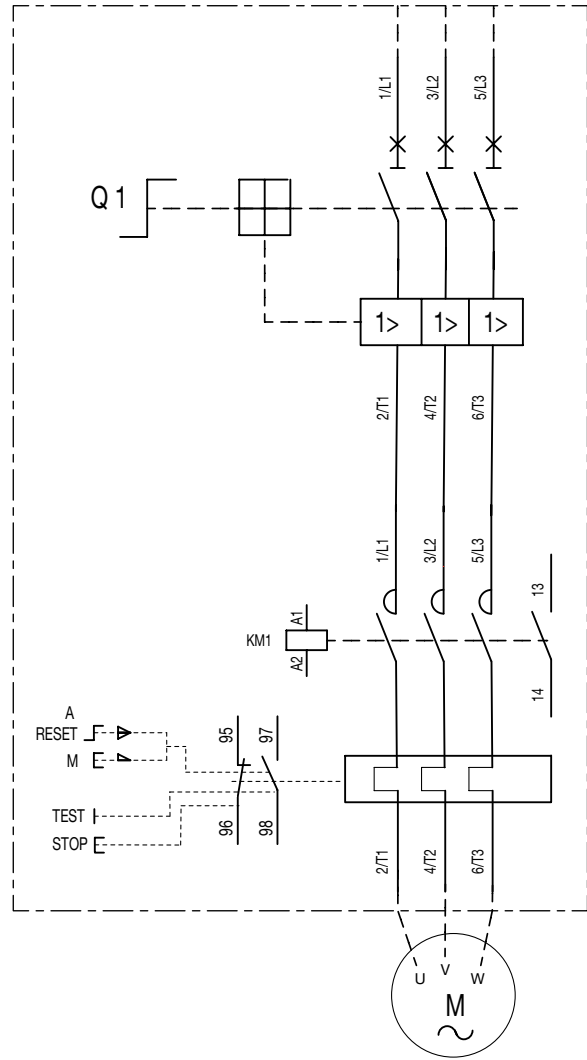 1/L1 3/L2 5/L3
Q1
1> 1> 1>
2/T1 4/T2 6/T3
1/L1 3/L2 5/L3 13
A1
KM1
A2
14
A
RESET
M
95 97
TEST
96 98
STOP
2/T1 4/T2 6/T3
U V W
M